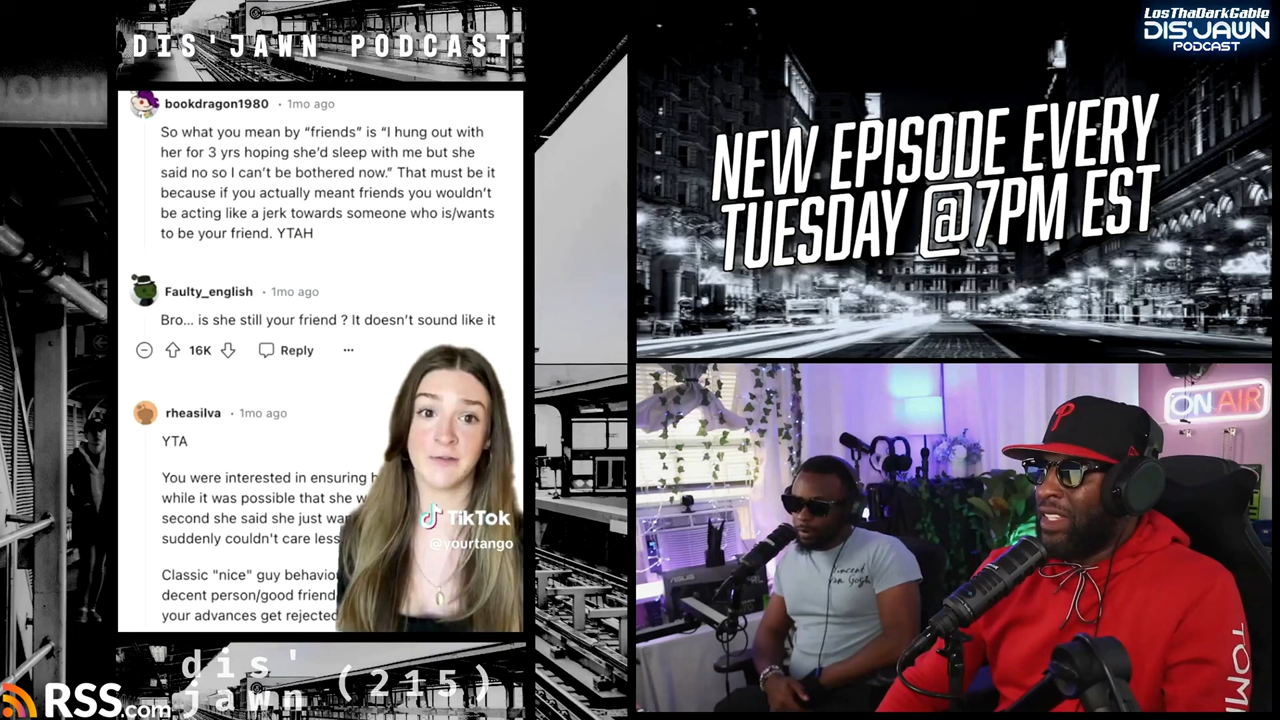 DIS'JAWN PODCAST
bookdragon1980 · 1mo ago
So what you mean by “friends” is “I hung out with
her for 3 yrs hoping she’d sleep with me but she
said no so I can’t be bothered now.” That must be it
because if you actually meant friends you wouldn’t
be acting like a jerk towards someone who is/wants
to be your friend. YTAH
Faulty_english · 1mo ago
Bro... is she still your friend ? It doesn’t sound like it
16K Reply ···
rheasilva · 1mo ago
YTA
You were interested in ensuring
while it was possible that she
second she said she just
suddenly couldn't care less
Classic "nice" guy
decent person/good friend
your advances get rejected
TikTok
@yourtango
dis'
jawn (215)
RSS.com
LosThaDarkGable
DIS'JAWN
PODCAST
NEW EPISODE EVERY
TUESDAY @7PM EST
ON AIR
P
ASUS
Vincent
van Gogh
TOMM